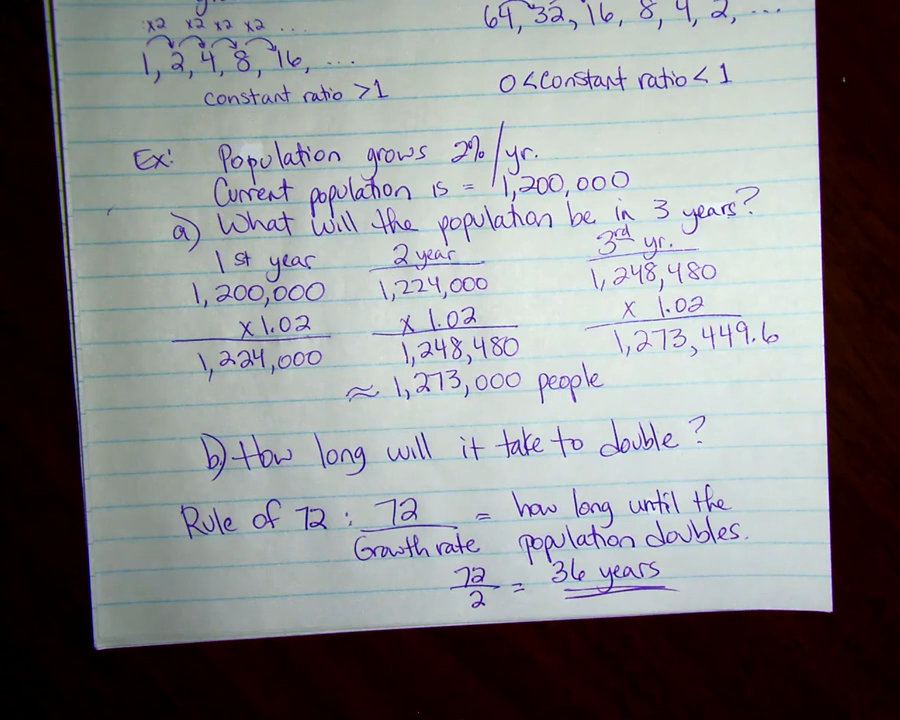 x2 x2 x2 x2 ...
1, 2, 4, 8, 16, ...
constant ratio >1
64, 32, 16, 8, 4, 2, ...
0 < constant ratio < 1
Ex: Population grows 2%/yr.
Current population is = 1,200,000
a) What will the population be in 3 years?
1st year
1,200,000
x 1.02
1,224,000
2 year
1,224,000
x 1.02
1,248,480
3rd yr.
1,248,480
x 1.02
1,273,449.6
≈ 1,273,000 people
b) How long will it take to double?
Rule of 72 : 72 / Growth rate = how long until the
population doubles.
72 / 2 = 36 years